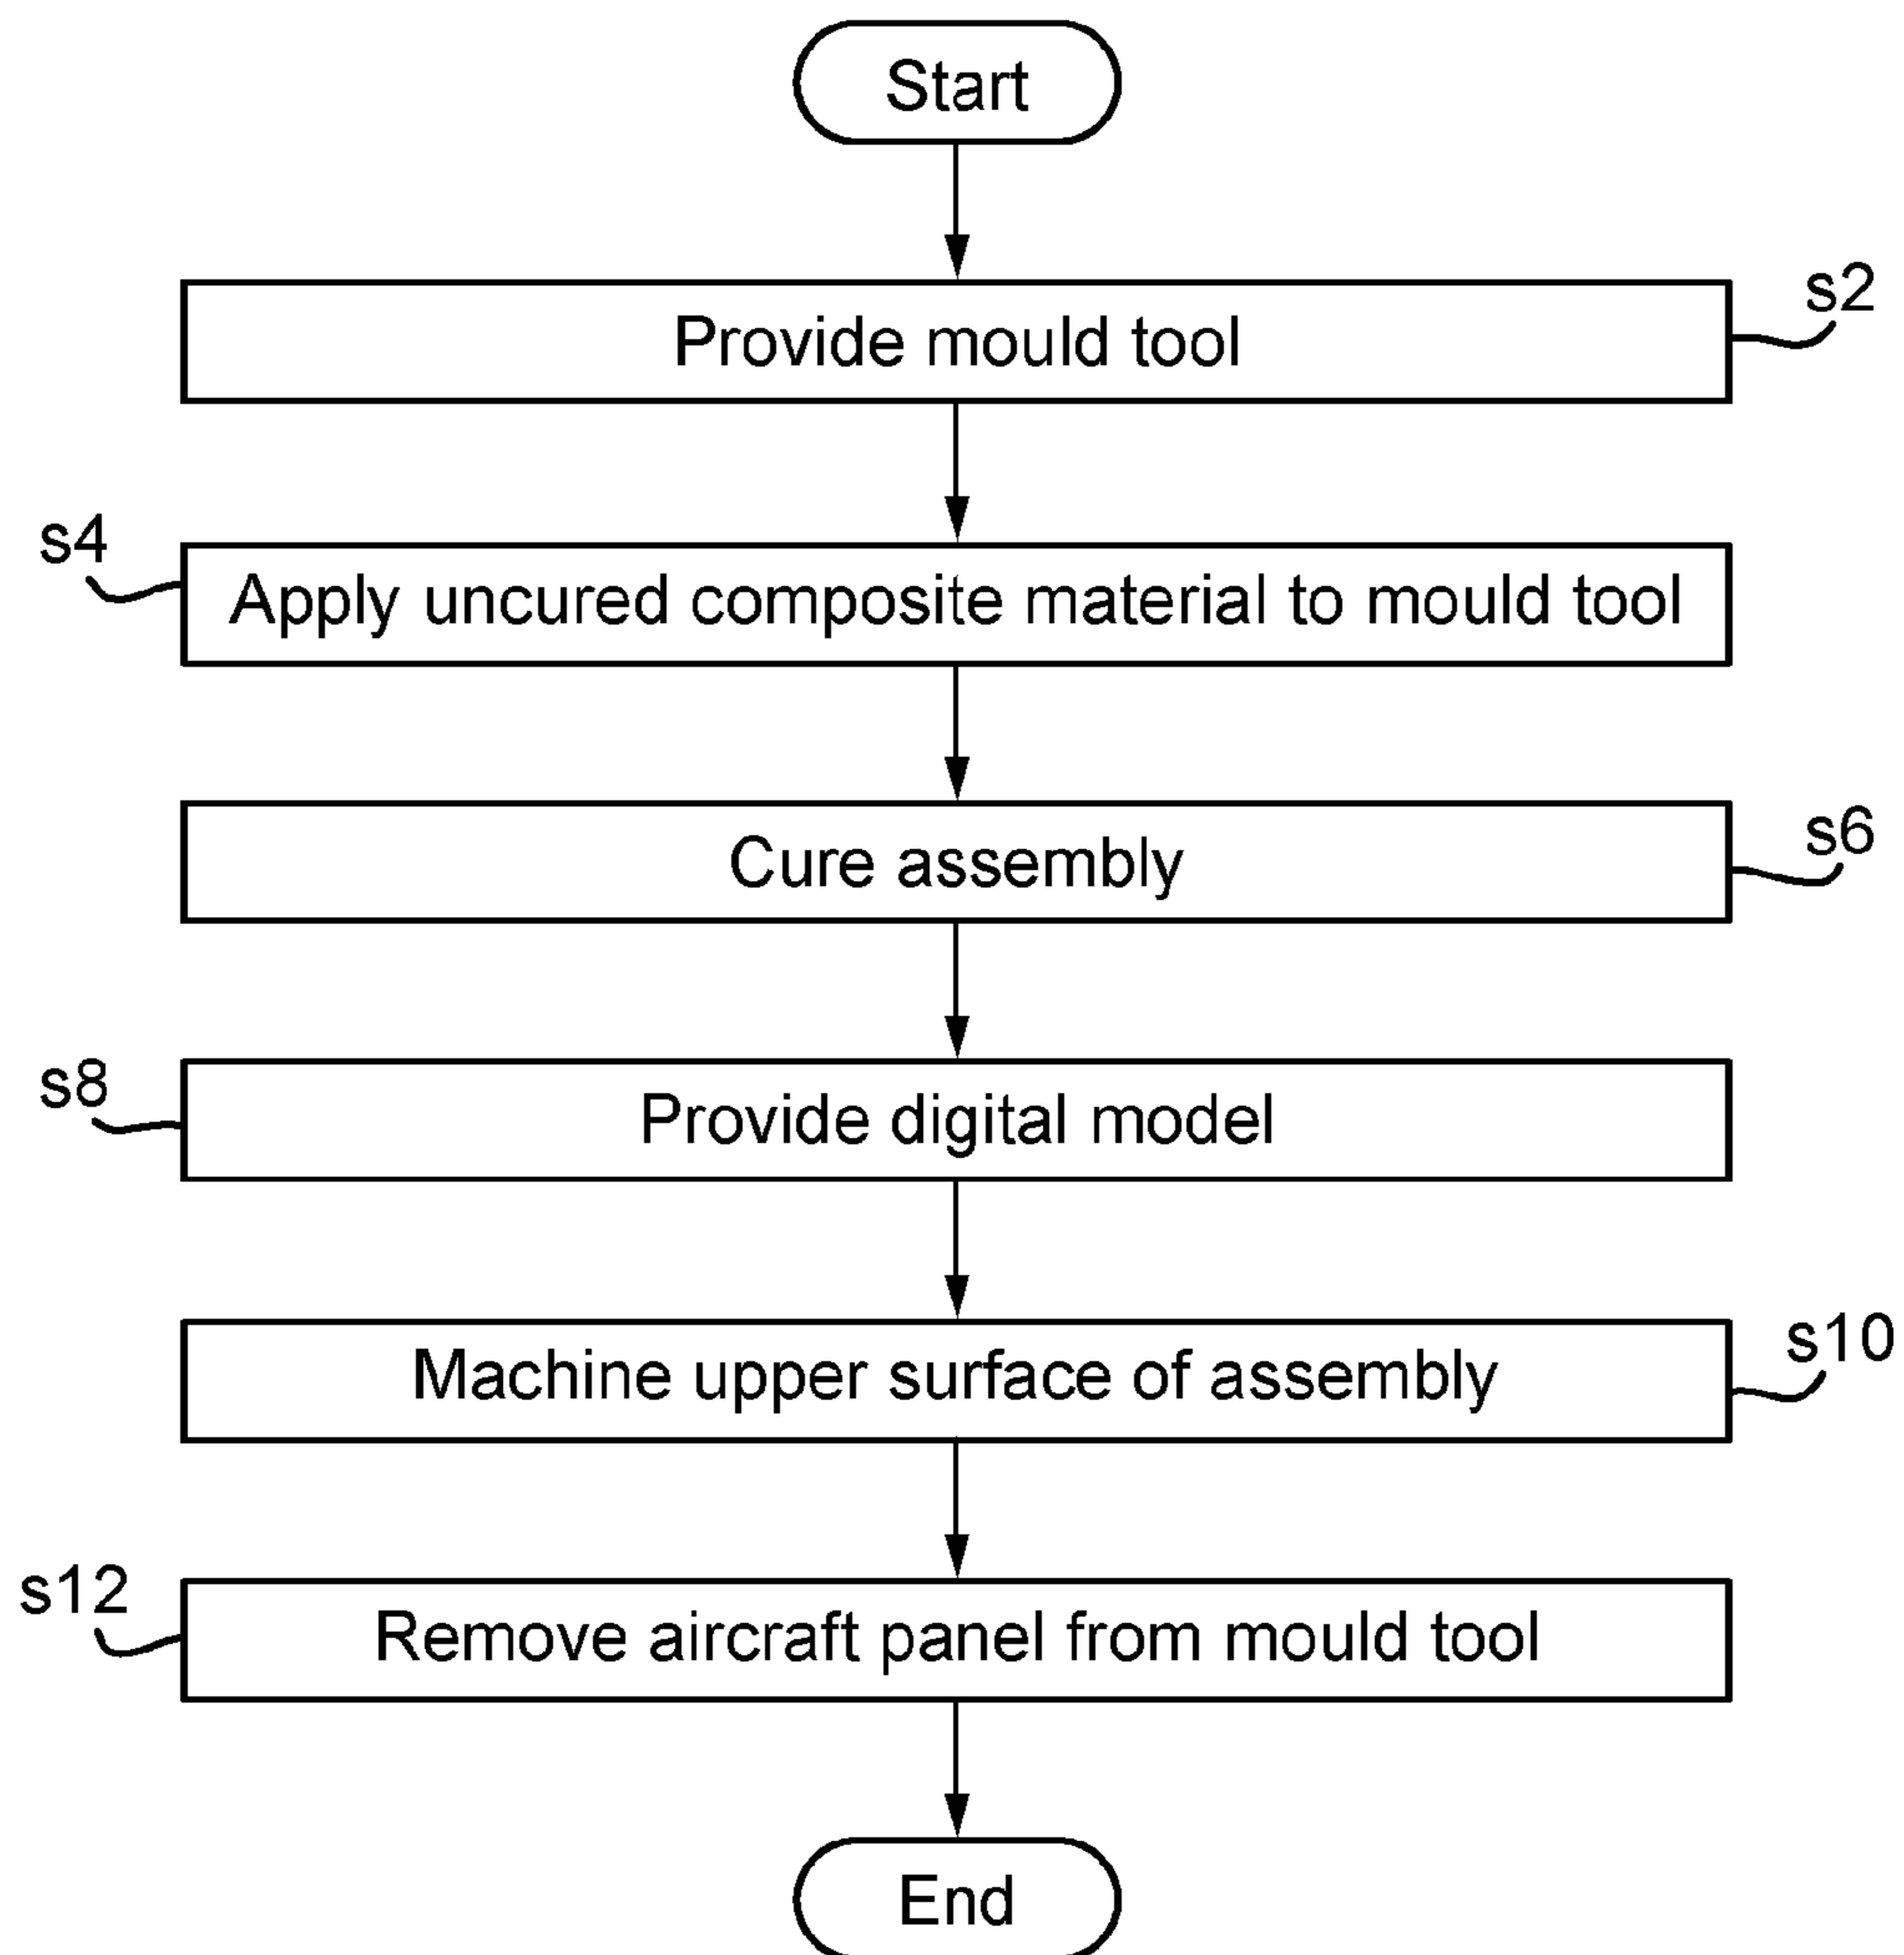 Start
Provide mould tool
s2
s4
Apply uncured composite material to mould tool
Cure assembly
s6
s8
Provide digital model
Machine upper surface of assembly
s10
s12
Remove aircraft panel from mould tool
End